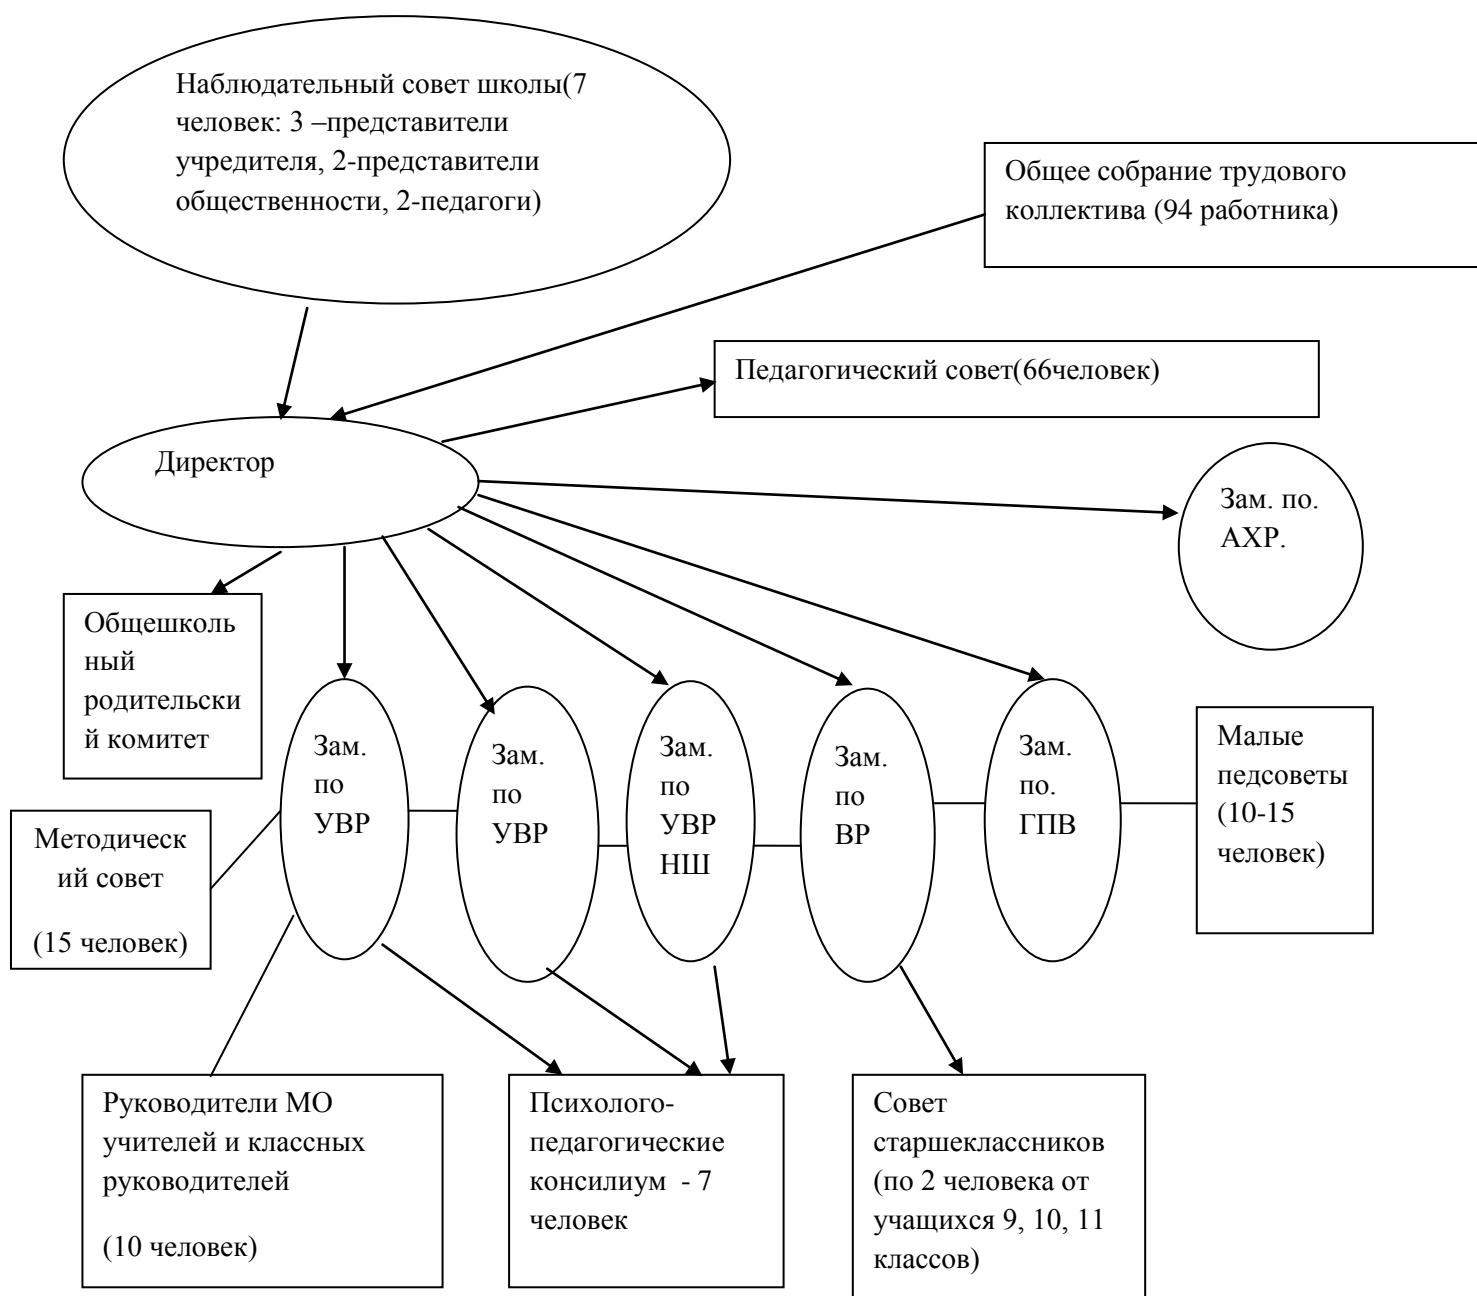 Наблюдательный совет школы(7
человек: 3 –представители
учредителя, 2-представители
общественности, 2-педагоги)
Общее собрание трудового
коллектива (94 работника)
Педагогический совет(66человек)
Директор
Зам. по.
АХР.
Общешколь
ный
родительски
й комитет
Зам.
по
УВР
Зам.
по
УВР
Зам.
по
УВР
НШ
Зам.
по
ВР
Зам.
по.
ГПВ
Малые
педсоветы
(10-15
человек)
Методическ
ий совет
(15 человек)
Руководители МО
учителей и классных
руководителей
(10 человек)
Психолого-
педагогические
консилиум - 7
человек
Совет
старшеклассников
(по 2 человека от
учащихся 9, 10, 11
классов)